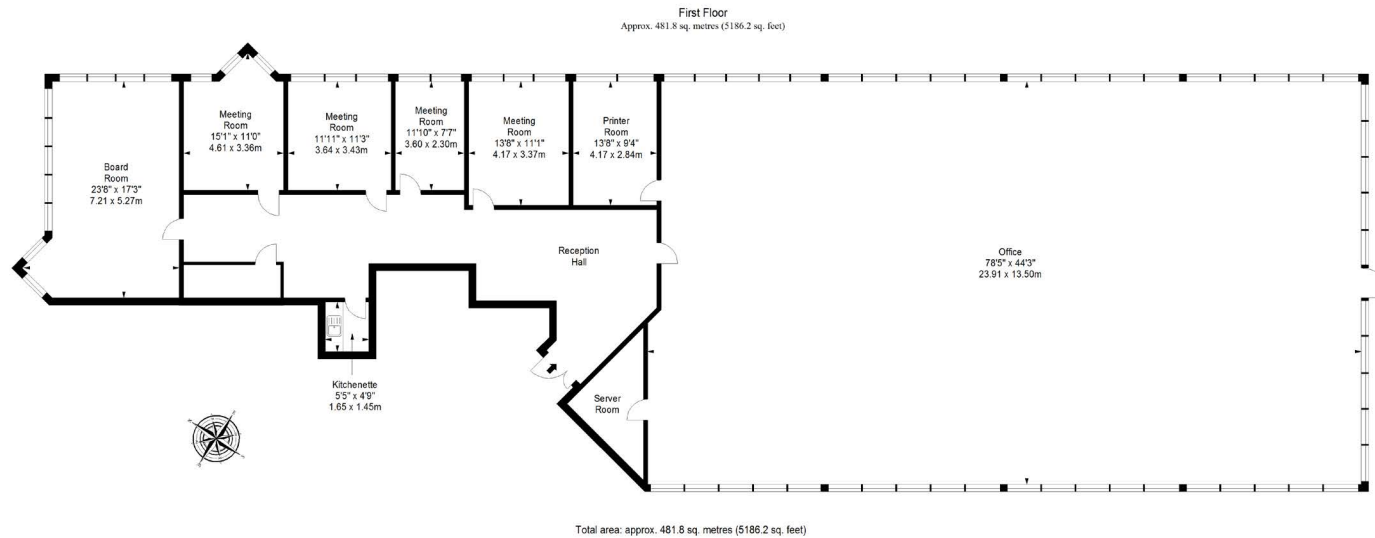 First Floor
Approx. 481.8 sq. metres (5186.2 sq. feet)
Board
Room
23'8" x 17'3"
7.21 x 5.27m
Meeting
Room
15'1" x 11'0"
4.61 x 3.36m
Meeting
Room
11'11" x 11'3"
3.64 x 3.43m
Meeting
Room
11'10" x 7'7"
3.60 x 2.30m
Meeting
Room
13'8" x 11'1"
4.17 x 3.37m
Printer
Room
13'8" x 9'4"
4.17 x 2.84m
Reception
Hall
Office
78'5" x 44'3"
23.91 x 13.50m
Kitchenette
5'5" x 4'9"
1.65 x 1.45m
Server
Room
Total area: approx. 481.8 sq. metres (5186.2 sq. feet)